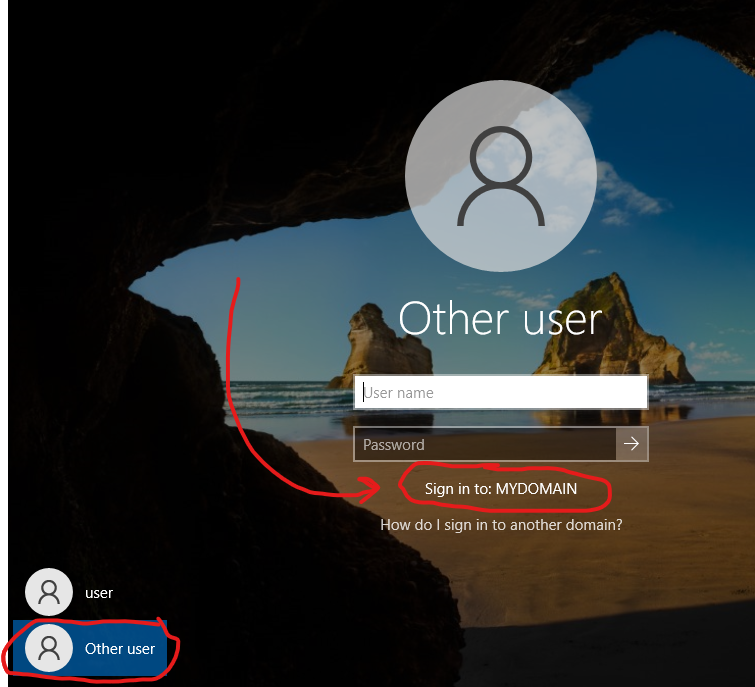 Other user
User name
Password
Sign in to: MYDOMAIN
How do I sign in to another domain?
user
Other user